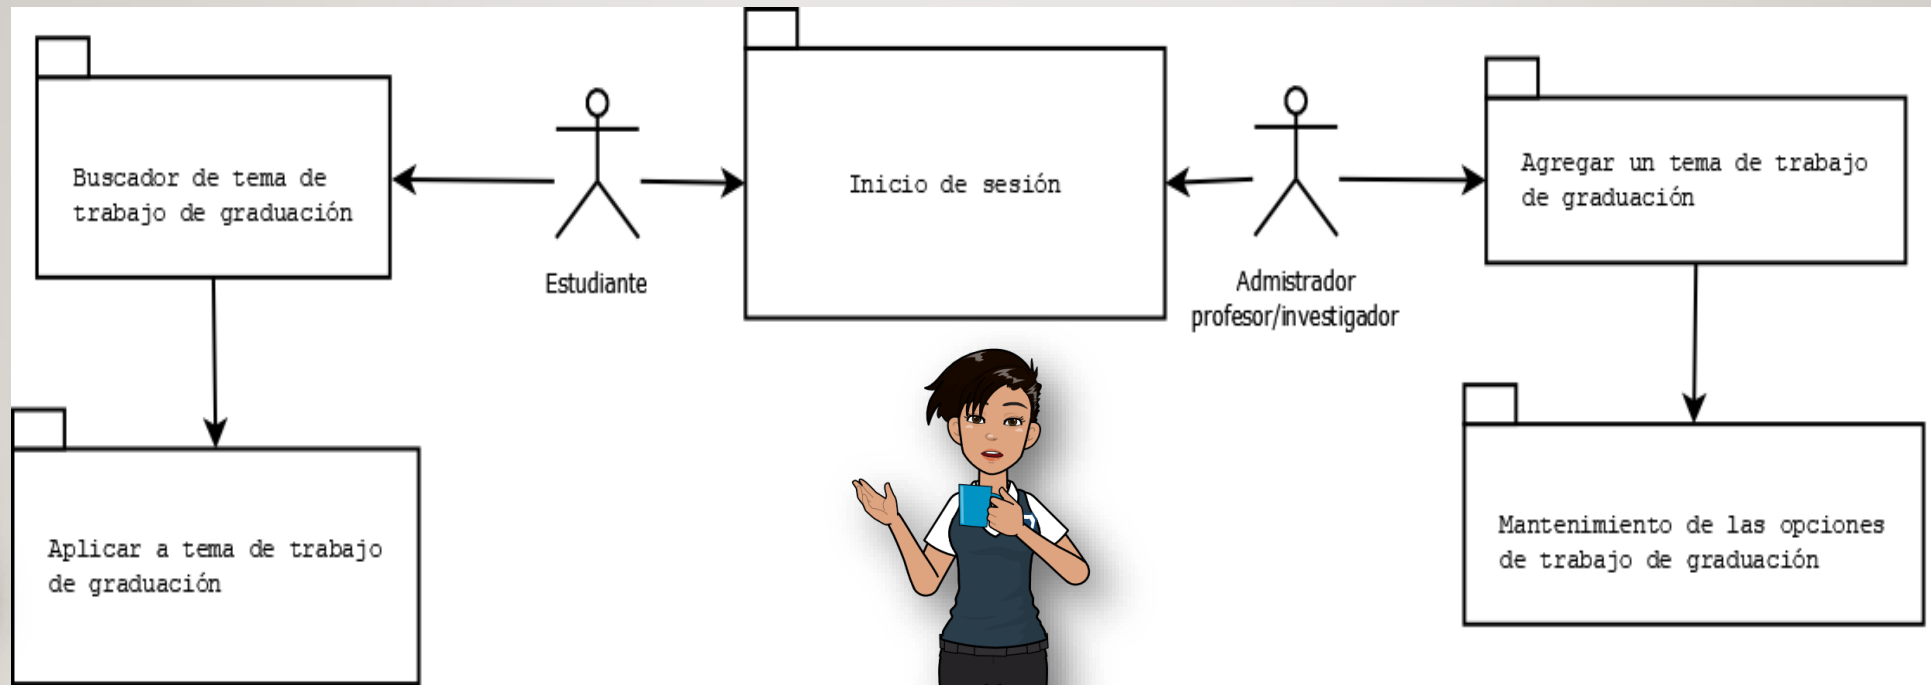 Buscador de tema de
trabajo de graduación
Estudiante
Inicio de sesión
Admistrador
profesor/investigador
Agregar un tema de trabajo
de graduación
Aplicar a tema de trabajo
de graduación
Mantenimiento de las opciones
de trabajo de graduación